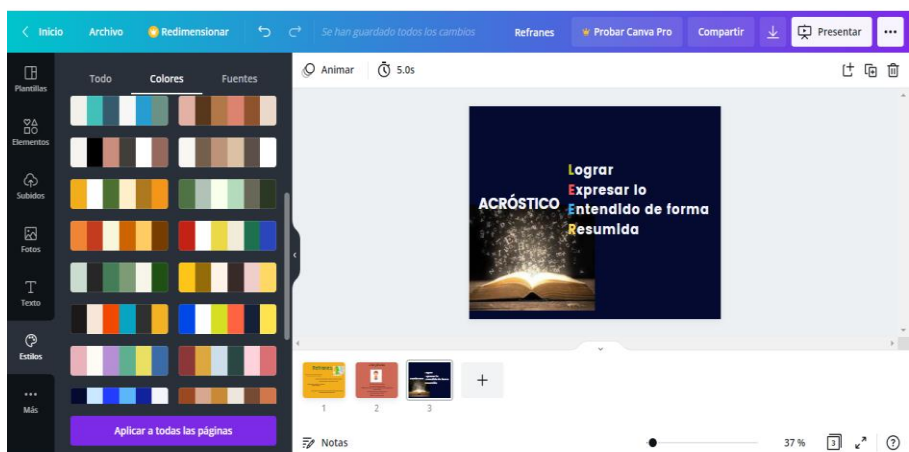 Inicio
Archivo
Redimensionar
Se han guardado todos los cambios
Refranes
Probar Canva Pro
Compartir
Presentar
Plantillas
Elementos
Subidos
Fotos
Texto
Estilos
Más
Todo
Colores
Fuentes
Aplicar a todas las páginas
Animar
5.0s
ACRÓSTICO
Lograr
Expresar lo
Entendido de forma
Resumida
1
2
3
Notas
37 %
3